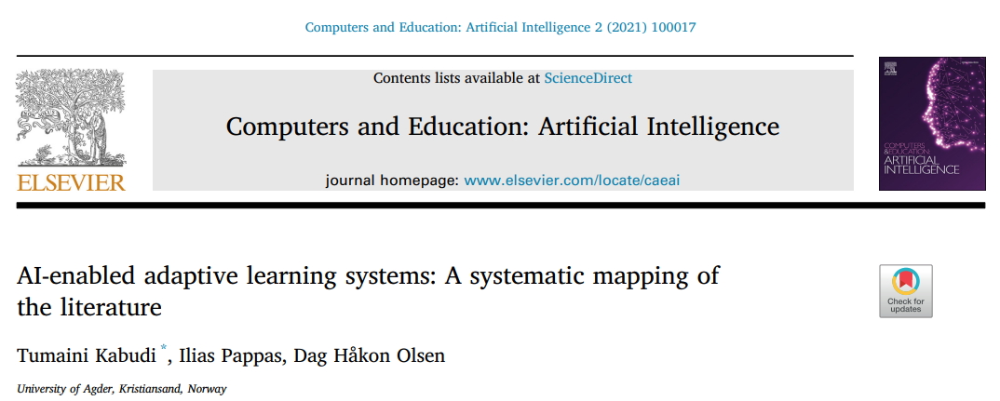 Computers and Education: Artificial Intelligence 2 (2021) 100017
Contents lists available at ScienceDirect
Computers and Education: Artificial Intelligence
journal homepage: www.elsevier.com/locate/caeai
ELSEVIER
COMPUTERS
&EDUCATION:
ARTIFICIAL
INTELLIGENCE
AI-enabled adaptive learning systems: A systematic mapping of
the literature
Check for
updates
Tumaini Kabudi *, Ilias Pappas, Dag Håkon Olsen
University of Agder, Kristiansand, Norway